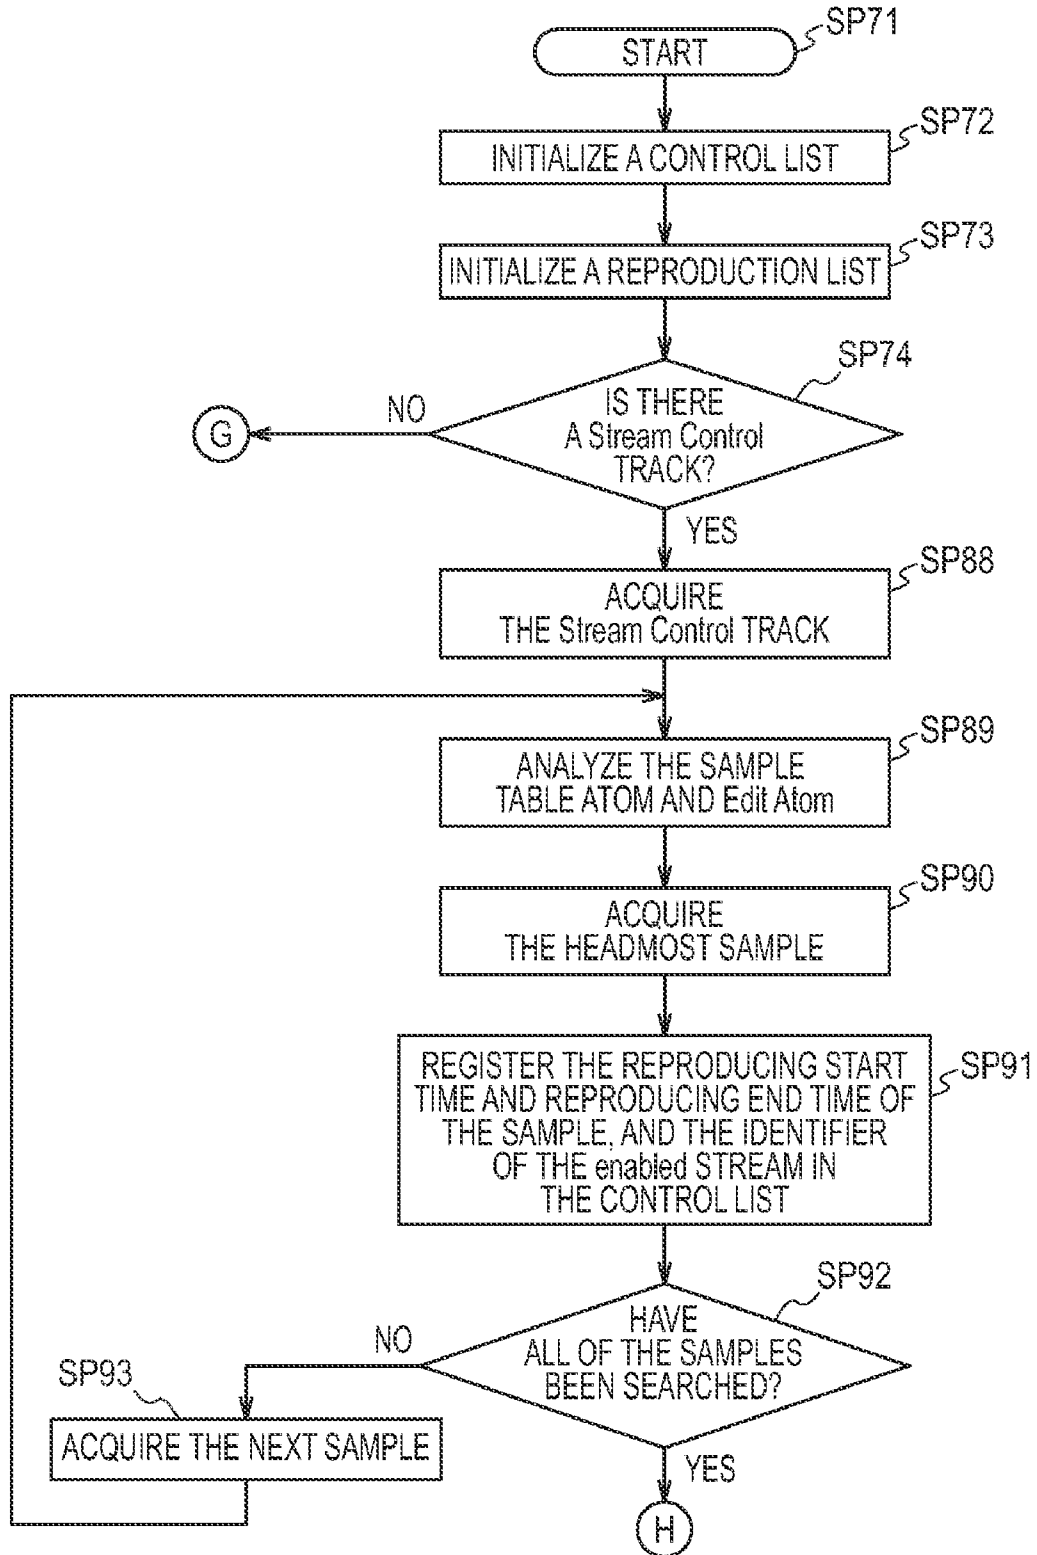 START
SP71
INITIALIZE A CONTROL LIST
SP72
INITIALIZE A REPRODUCTION LIST
SP73
IS THERE
A Stream Control
TRACK?
SP74
NO
G
YES
ACQUIRE
THE Stream Control TRACK
SP88
ANALYZE THE SAMPLE
TABLE ATOM AND Edit Atom
SP89
ACQUIRE
THE HEADMOST SAMPLE
SP90
REGISTER THE REPRODUCING START
TIME AND REPRODUCING END TIME OF
THE SAMPLE, AND THE IDENTIFIER
OF THE enabled STREAM IN
THE CONTROL LIST
SP91
HAVE
ALL OF THE SAMPLES
BEEN SEARCHED?
SP92
NO
SP93
ACQUIRE THE NEXT SAMPLE
YES
H